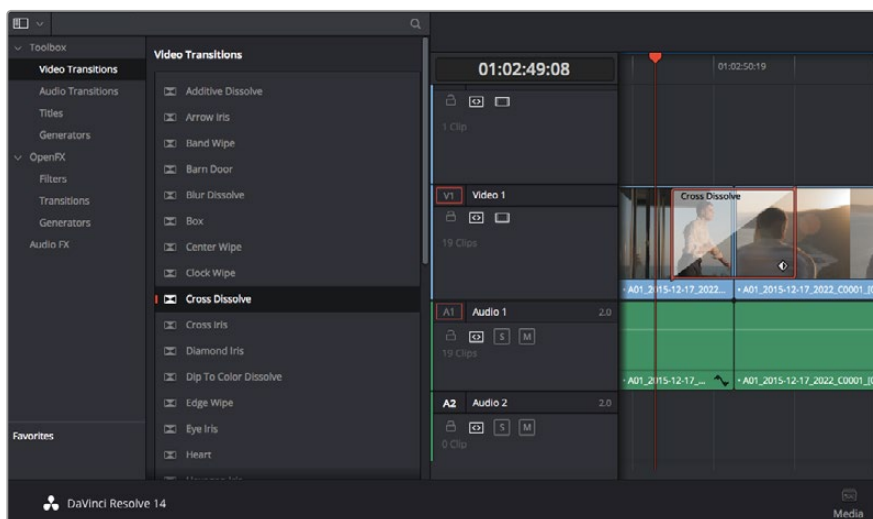 Toolbox
Video Transitions
Audio Transitions
Titles
Generators
OpenFX
Filters
Transitions
Generators
Audio FX
Favorites
Video Transitions
Additive Dissolve
Arrow Iris
Band Wipe
Barn Door
Blur Dissolve
Box
Center Wipe
Clock Wipe
Cross Dissolve
Cross Iris
Diamond Iris
Dip To Color Dissolve
Edge Wipe
Eye Iris
Heart
01:02:49:08
1 Clip
V1 Video 1
19 Clips
A1 Audio 1 2.0
S M
19 Clips
A2 Audio 2 2.0
S M
0 Clip
01:02:50:19
Cross Dissolve
A01_2015-12-17_2022...
A01_2015-12-17_2022_C0001_[0
A01_2015-12-17_...
A01_2015-12-17_2022_C0001_[0
DaVinci Resolve 14
Media